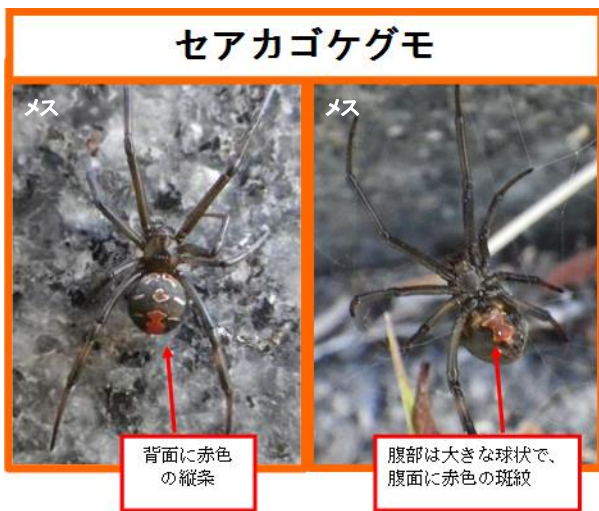 セアカゴケグモ
メス
メス
背面に赤色
の縦条
腹部は大きな球状で、
腹面に赤色の斑紋